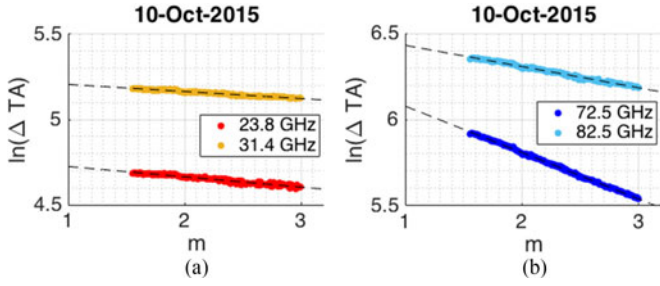 10-Oct-2015
5.5
5
4.5
ln(Δ TA)
23.8 GHz
31.4 GHz
1
2
3
m
(a)
10-Oct-2015
6.5
6
5.5
ln(Δ TA)
72.5 GHz
82.5 GHz
1
2
3
m
(b)